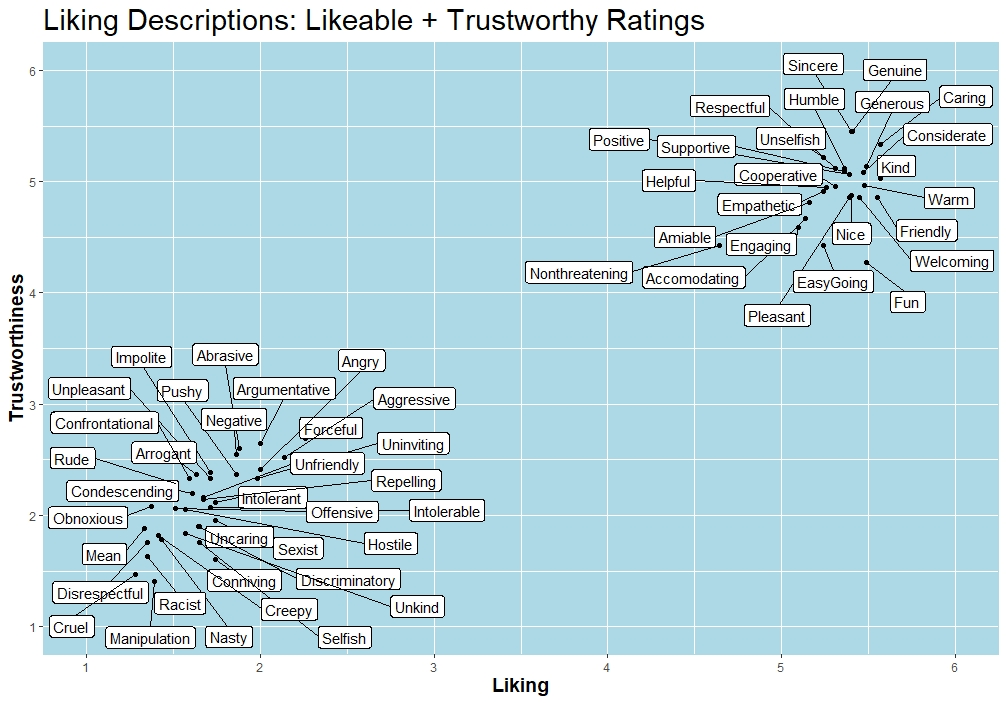 Liking Descriptions: Likeable + Trustworthy Ratings
Trustworthiness
6
5
4
3
2
1
Sincere
Genuine
Respectful
Humble
Generous
Caring
Positive
Supportive
Unselfish
Considerate
Helpful
Cooperative
Kind
Empathetic
Warm
Amiable
Engaging
Nice
Friendly
Nonthreatening
Accomodating
EasyGoing
Welcoming
Pleasant
Fun
Impolite
Abrasive
Angry
Unpleasant
Pushy
Argumentative
Aggressive
Confrontational
Negative
Forceful
Rude
Arrogant
Unfriendly
Uninviting
Condescending
Intolerant
Repelling
Obnoxious
Offensive
Intolerable
Mean
Uncaring
Sexist
Hostile
Disrespectful
Conniving
Discriminatory
Racist
Creepy
Unkind
Cruel
Manipulation
Nasty
Selfish
1
2
3
4
5
6
Liking